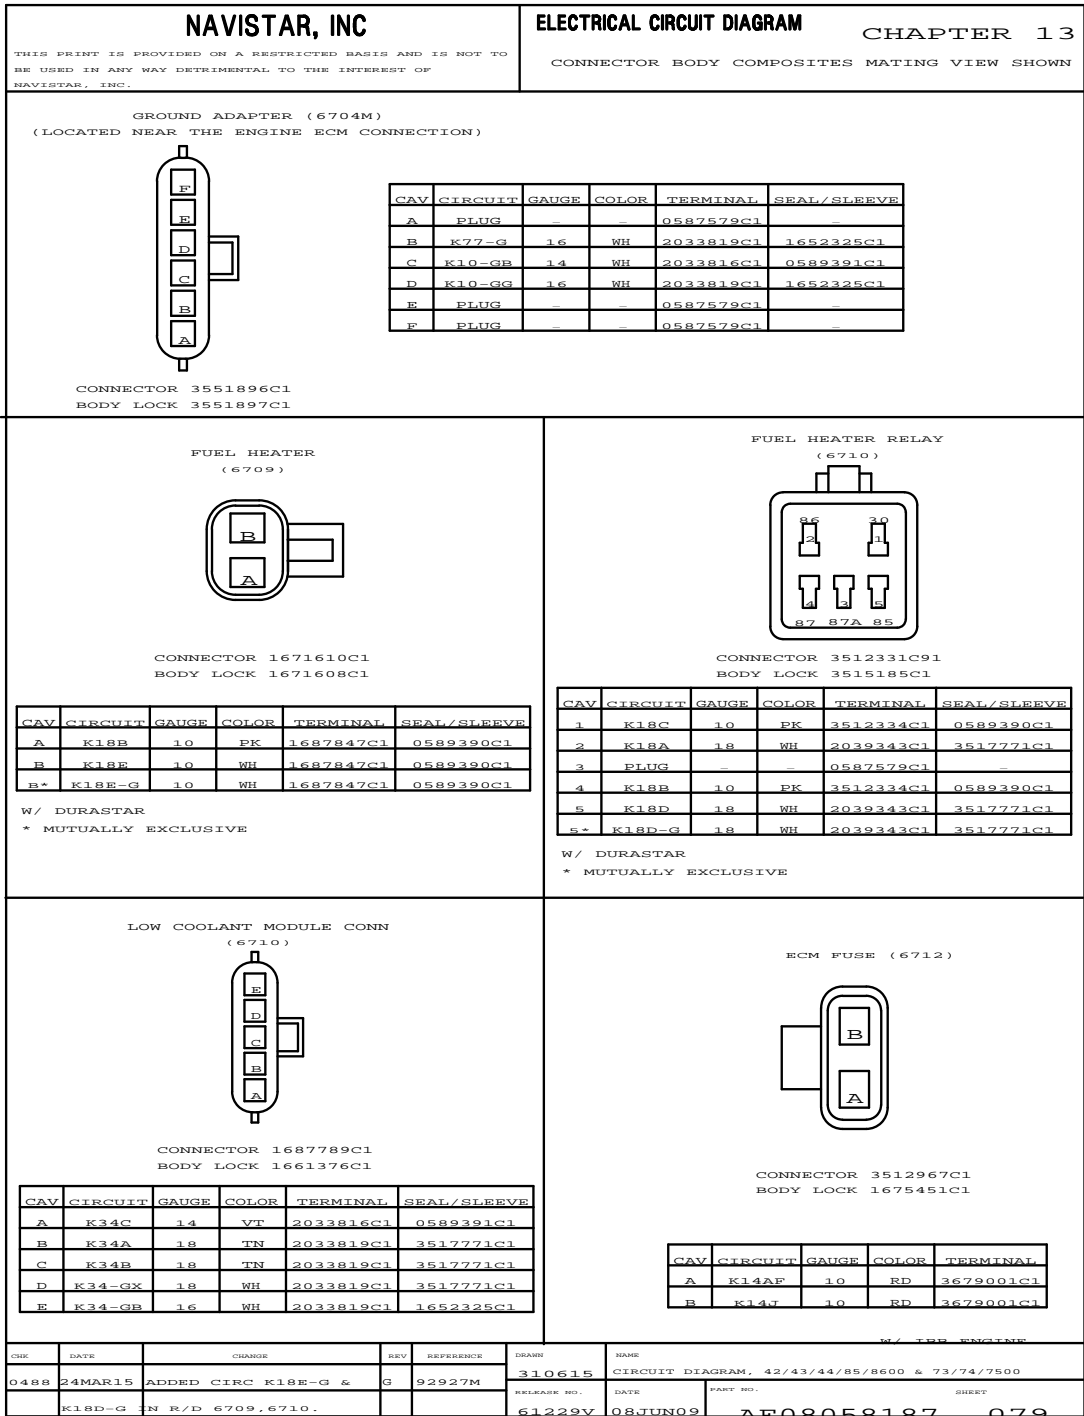 NAVISTAR, INC
THIS PRINT IS PROVIDED ON A RESTRICTED BASIS AND IS NOT TO
BE USED IN ANY WAY DETRIMENTAL TO THE INTEREST OF
NAVISTAR, INC.
ELECTRICAL CIRCUIT DIAGRAM
CHAPTER 13
CONNECTOR BODY COMPOSITES MATING VIEW SHOWN
GROUND ADAPTER (6704M)
(LOCATED NEAR THE ENGINE ECM CONNECTION)
F
E
D
C
B
A
CONNECTOR 3551896C1
BODY LOCK 3551897C1
CAV CIRCUIT GAUGE COLOR TERMINAL SEAL/SLEEVE
A PLUG – – 0587579C1 –
B K77-G 16 WH 2033819C1 1652325C1
C K10-GB 14 WH 2033816C1 0589391C1
D K10-GG 16 WH 2033819C1 1652325C1
E PLUG – – 0587579C1 –
F PLUG – – 0587579C1 –
FUEL HEATER
(6709)
B
A
CONNECTOR 1671610C1
BODY LOCK 1671608C1
CAV CIRCUIT GAUGE COLOR TERMINAL SEAL/SLEEVE
A K18B 10 PK 1687847C1 0589390C1
B K18E 10 WH 1687847C1 0589390C1
B* K18E-G 10 WH 1687847C1 0589390C1
W/ DURASTAR
* MUTUALLY EXCLUSIVE
FUEL HEATER RELAY
(6710)
86 30
2 1
4 3 5
87 87A 85
CONNECTOR 3512331C91
BODY LOCK 3515185C1
CAV CIRCUIT GAUGE COLOR TERMINAL SEAL/SLEEVE
1 K18C 10 PK 3512334C1 0589390C1
2 K18A 18 WH 2039343C1 3517771C1
3 PLUG – – 0587579C1 –
4 K18B 10 PK 3512334C1 0589390C1
5 K18D 18 WH 2039343C1 3517771C1
5* K18D-G 18 WH 2039343C1 3517771C1
W/ DURASTAR
* MUTUALLY EXCLUSIVE
LOW COOLANT MODULE CONN
(6710)
E
D
C
B
A
CONNECTOR 1687789C1
BODY LOCK 1661376C1
CAV CIRCUIT GAUGE COLOR TERMINAL SEAL/SLEEVE
A K34C 14 VT 2033816C1 0589391C1
B K34A 18 TN 2033819C1 3517771C1
C K34B 18 TN 2033819C1 3517771C1
D K34-GX 18 WH 2033819C1 3517771C1
E K34-GB 16 WH 2033819C1 1652325C1
ECM FUSE (6712)
B
A
CONNECTOR 3512967C1
BODY LOCK 1675451C1
CAV CIRCUIT GAUGE COLOR TERMINAL
A K14AF 10 RD 3679001C1
B K14J 10 RD 3679001C1
W/ IBB ENGINE
CHK DATE CHANGE REV REFERENCE
0488 24MAR15 ADDED CIRC K18E-G & G 92927M
K18D-G IN R/D 6709,6710.
DRAWN
310615
NAME
CIRCUIT DIAGRAM, 42/43/44/85/8600 & 73/74/7500
RELEASE NO.
61229V
DATE
08JUN09
PART NO.
AF08058187
SHEET
079